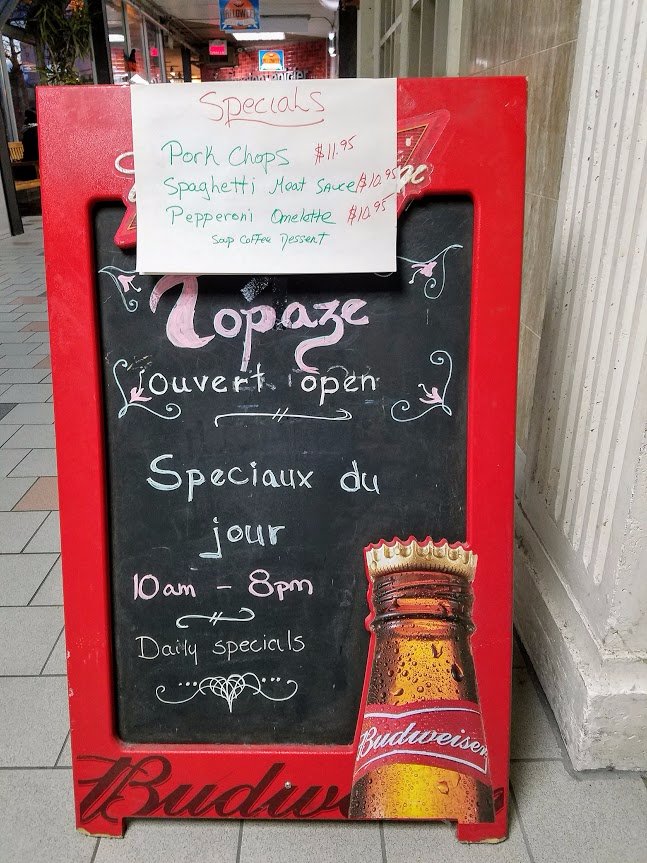 Specials
Pork Chops $11.95
Spaghetti Meat Sauce $10.95
Pepperoni Omelette $10.95
Soup Coffee Dessert
Topaze
Ouvert open
Speciaux du
jour
10am - 8pm
Daily specials
Budweiser
Budw